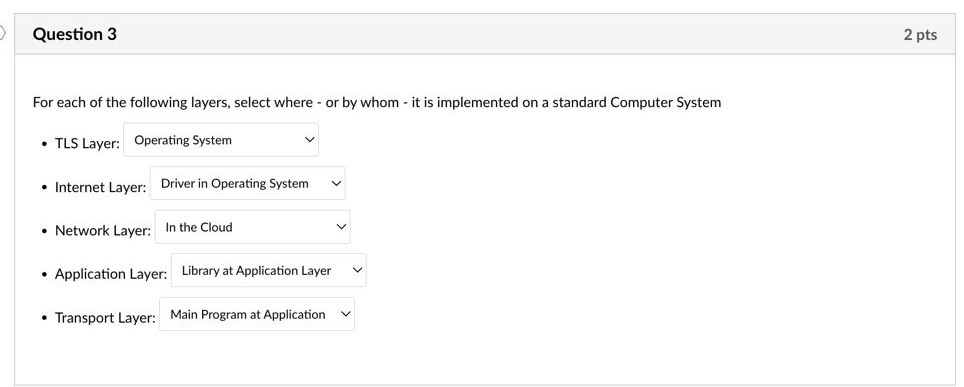 Question 3
2 pts
For each of the following layers, select where - or by whom - it is implemented on a standard Computer System
• TLS Layer: Operating System
• Internet Layer: Driver in Operating System
• Network Layer: In the Cloud
• Application Layer: Library at Application Layer
• Transport Layer: Main Program at Application